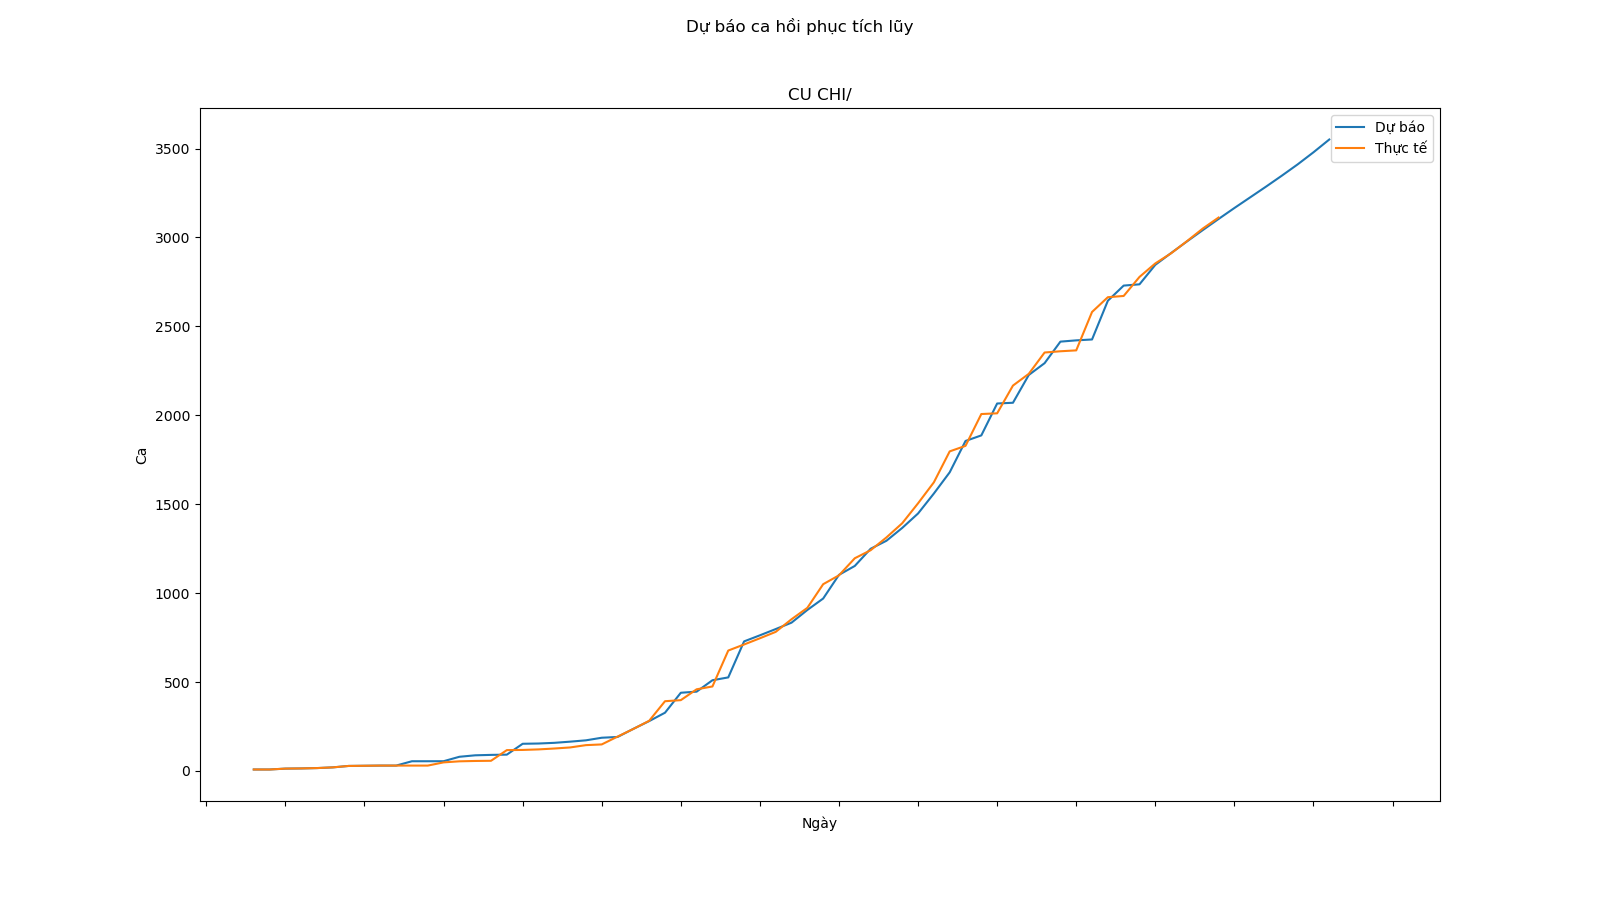 Dự báo ca hồi phục tích lũy
CU CHI/
Dự báo
Thực tế
3500
3000
2500
2000
1500
1000
500
0
Ca
Ngày